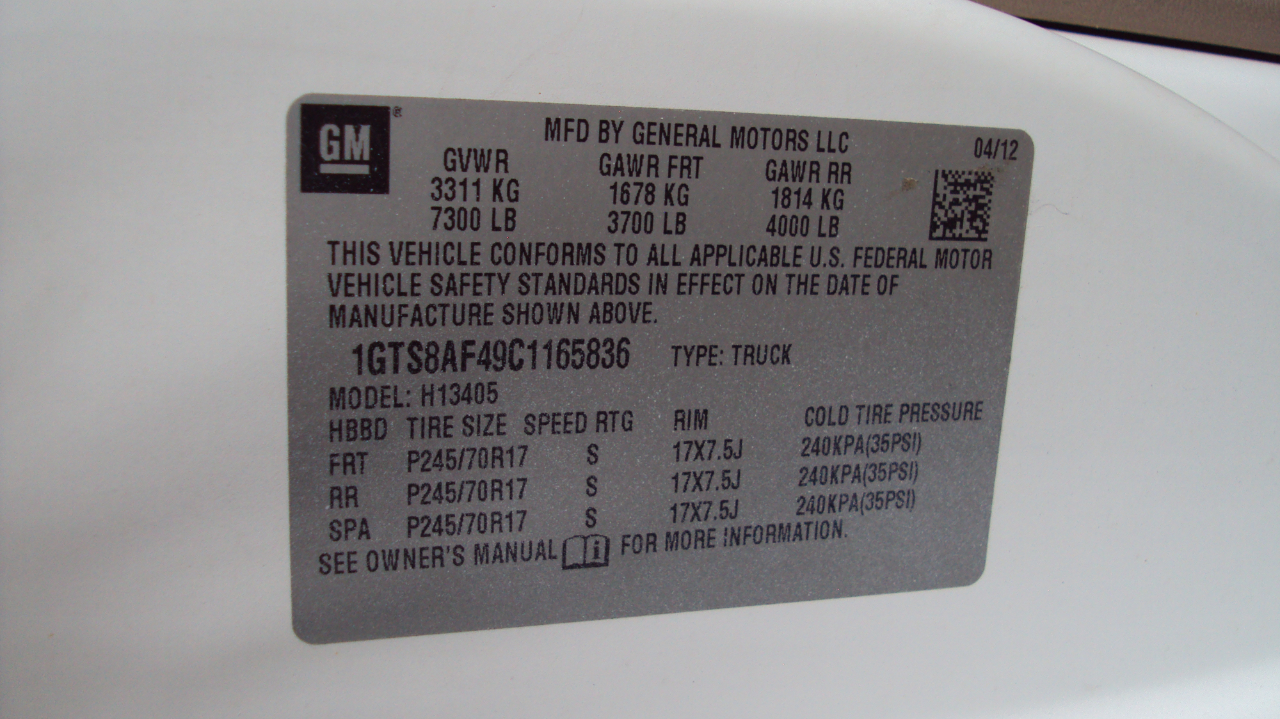 GM ®
MFD BY GENERAL MOTORS LLC 04/12
GVWR GAWR FRT GAWR RR
3311 KG 1678 KG 1814 KG
7300 LB 3700 LB 4000 LB
THIS VEHICLE CONFORMS TO ALL APPLICABLE U.S. FEDERAL MOTOR
VEHICLE SAFETY STANDARDS IN EFFECT ON THE DATE OF
MANUFACTURE SHOWN ABOVE.
1GTS8AF49C1165836 TYPE: TRUCK
MODEL: H13405
HBBD TIRE SIZE SPEED RTG RIM COLD TIRE PRESSURE
FRT P245/70R17 S 17X7.5J 240KPA(35PSI)
RR P245/70R17 S 17X7.5J 240KPA(35PSI)
SPA P245/70R17 S 17X7.5J 240KPA(35PSI)
SEE OWNER'S MANUAL i FOR MORE INFORMATION.